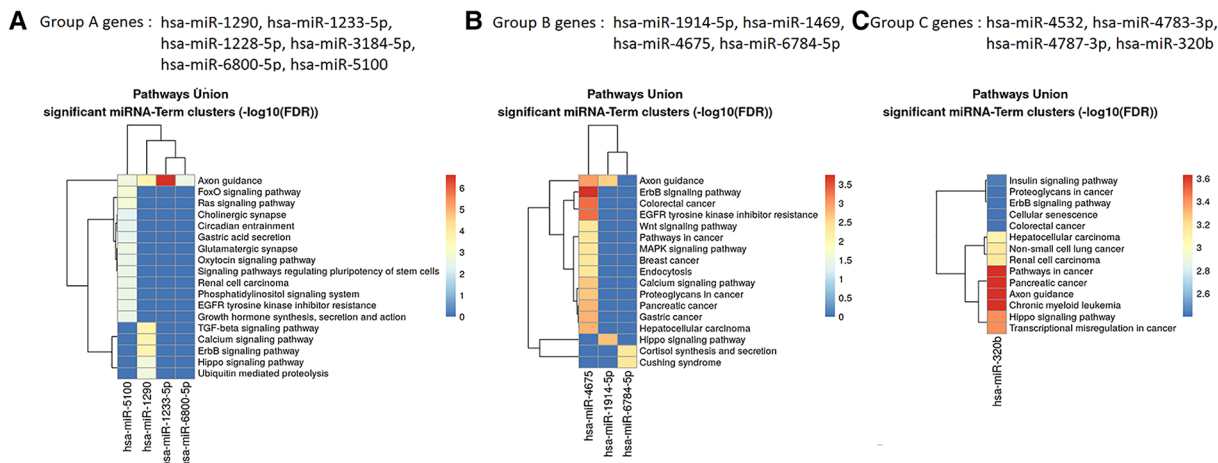 A
Group A genes : hsa-miR-1290, hsa-miR-1233-5p,
hsa-miR-1228-5p, hsa-miR-3184-5p,
hsa-miR-6800-5p, hsa-miR-5100
Pathways Union
significant miRNA-Term clusters (-log10(FDR))
Axon guidance
FoxO signaling pathway
Ras signaling pathway
Cholinergic synapse
Circadian entrainment
Gastric acid secretion
Glutamatergic synapse
Oxytocin signaling pathway
Signaling pathways regulating pluripotency of stem cells
Renal cell carcinoma
Phosphatidylinositol signaling system
EGFR tyrosine kinase inhibitor resistance
Growth hormone synthesis, secretion and action
TGF-beta signaling pathway
Calcium signaling pathway
ErbB signaling pathway
Hippo signaling pathway
Ubiquitin mediated proteolysis
6
5
4
3
2
1
0
hsa-miR-5100
hsa-miR-1290
hsa-miR-1233-5p
hsa-miR-6800-5p
B
Group B genes : hsa-miR-1914-5p, hsa-miR-1469,
hsa-miR-4675, hsa-miR-6784-5p
Pathways Union
significant miRNA-Term clusters (-log10(FDR))
Axon guidance
ErbB signaling pathway
Colorectal cancer
EGFR tyrosine kinase inhibitor resistance
Wnt signaling pathway
Pathways in cancer
MAPK signaling pathway
Breast cancer
Endocytosis
Calcium signaling pathway
Proteoglycans in cancer
Pancreatic cancer
Gastric cancer
Hepatocellular carcinoma
Hippo signaling pathway
Cortisol synthesis and secretion
Cushing syndrome
3.5
3
2.5
2
1.5
1
0.5
0
hsa-miR-4675
hsa-miR-1914-5p
hsa-miR-6784-5p
C
Group C genes : hsa-miR-4532, hsa-miR-4783-3p,
hsa-miR-4787-3p, hsa-miR-320b
Pathways Union
significant miRNA-Term clusters (-log10(FDR))
Insulin signaling pathway
Proteoglycans in cancer
ErbB signaling pathway
Cellular senescence
Colorectal cancer
Hepatocellular carcinoma
Non-small cell lung cancer
Renal cell carcinoma
Pathways in cancer
Pancreatic cancer
Axon guidance
Chronic myeloid leukemia
Hippo signaling pathway
Transcriptional misregulation in cancer
3.6
3.4
3.2
3
2.8
2.6
2.4
hsa-miR-320b